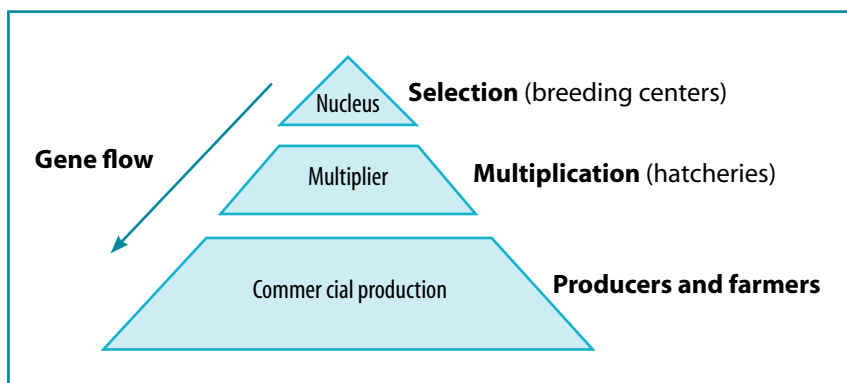 Nucleus
Selection (breeding centers)
Gene flow
Multiplier
Multiplication (hatcheries)
Commer cial production
Producers and farmers